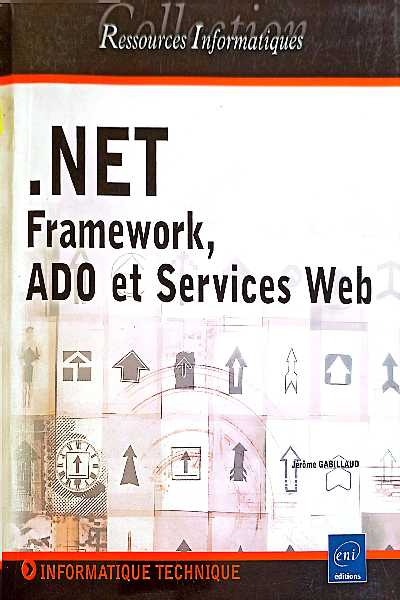 Collection
Ressources Informatiques
.NET
Framework,
ADO et Services Web
Jérôme GABILLAUD
INFORMATIQUE TECHNIQUE
eni
éditions